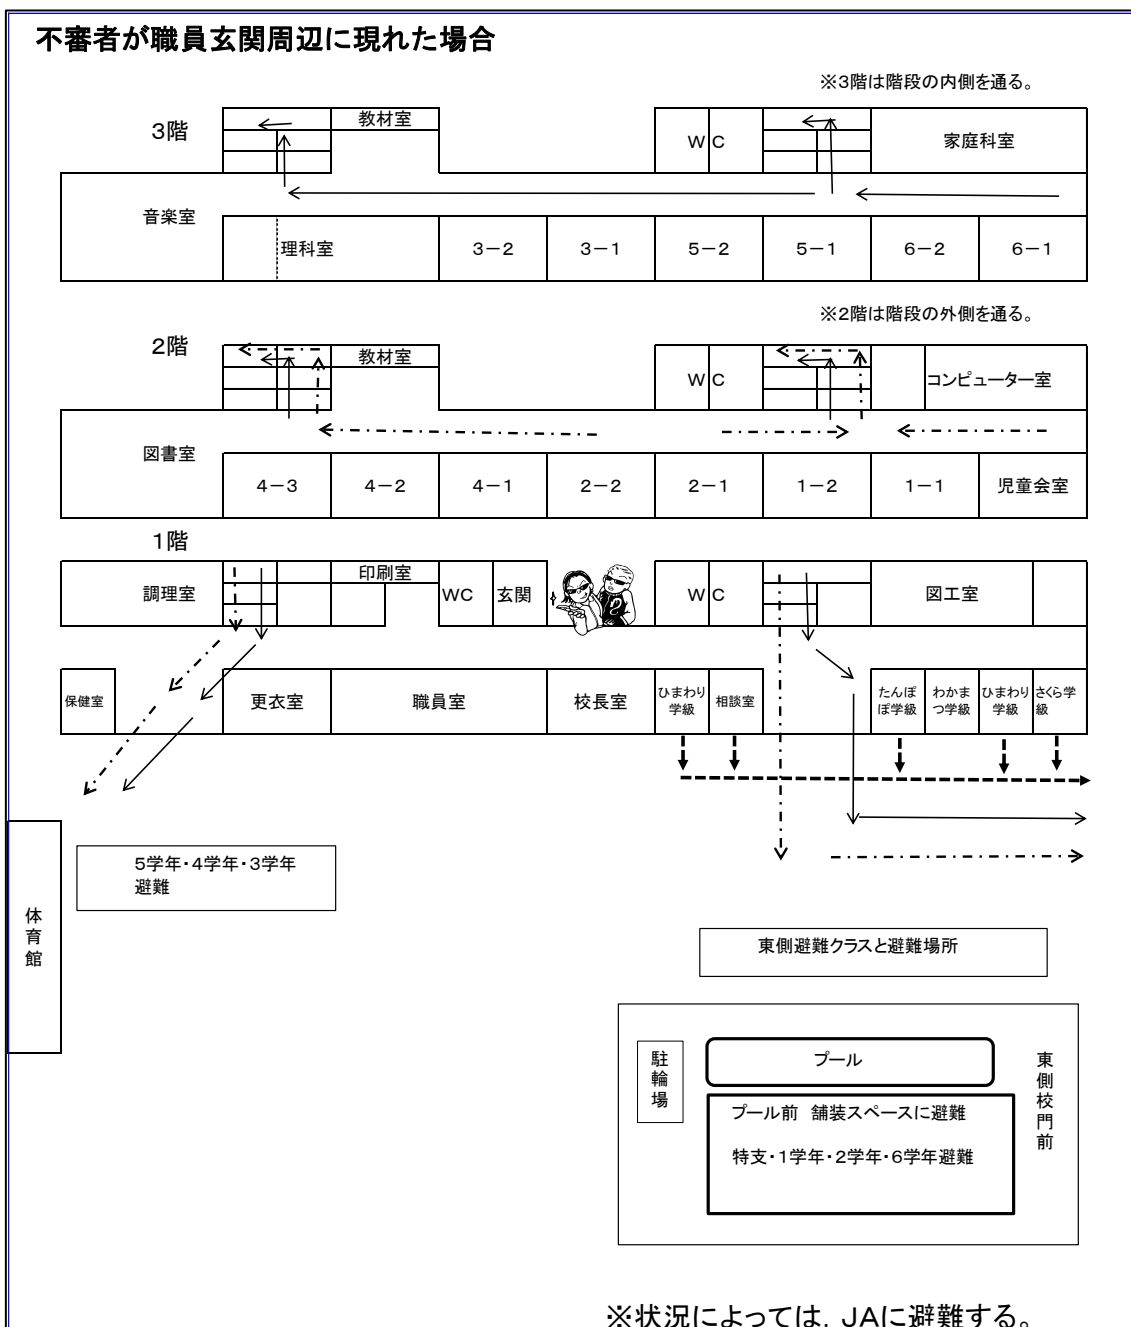 不審者が職員玄関周辺に現れた場合
※3階は階段の内側を通る。
3階
教材室
WC
家庭科室
音楽室
理科室
3－2
3－1
5－2
5－1
6－2
6－1
※2階は階段の外側を通る。
2階
教材室
WC
コンピューター室
図書室
4－3
4－2
4－1
2－2
2－1
1－2
1－1
児童会室
1階
調理室
印刷室
WC
玄関
WC
図工室
保健室
更衣室
職員室
校長室
ひまわり
学級
相談室
たんぽ
ぽ学級
わかま
つ学級
ひまわり
学級
さくら学
級
5学年・4学年・3学年
避難
体育館
東側避難クラスと避難場所
駐輪場
プール
プール前　舗装スペースに避難
特支・1学年・2学年・6学年避難
東側校門前
※状況によっては，JAに避難する。